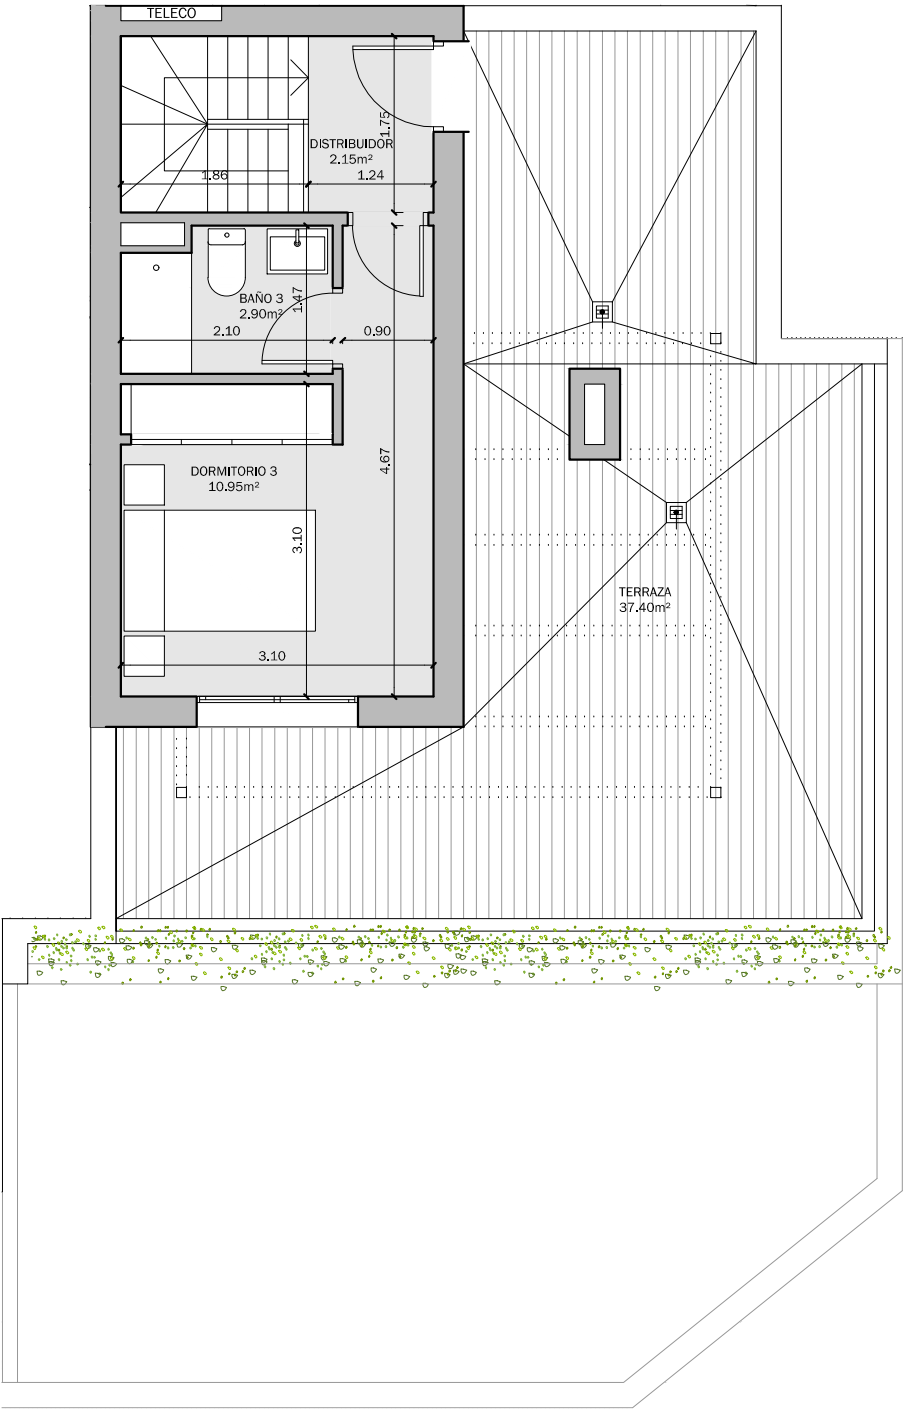 TELECO
1.75
DISTRIBUIDOR
2.15m²
1.86
1.24
BAÑO 3
2.90m²
1.47
2.10
0.90
4.67
DORMITORIO 3
10.95m²
3.10
TERRAZA
37.40m²
3.10